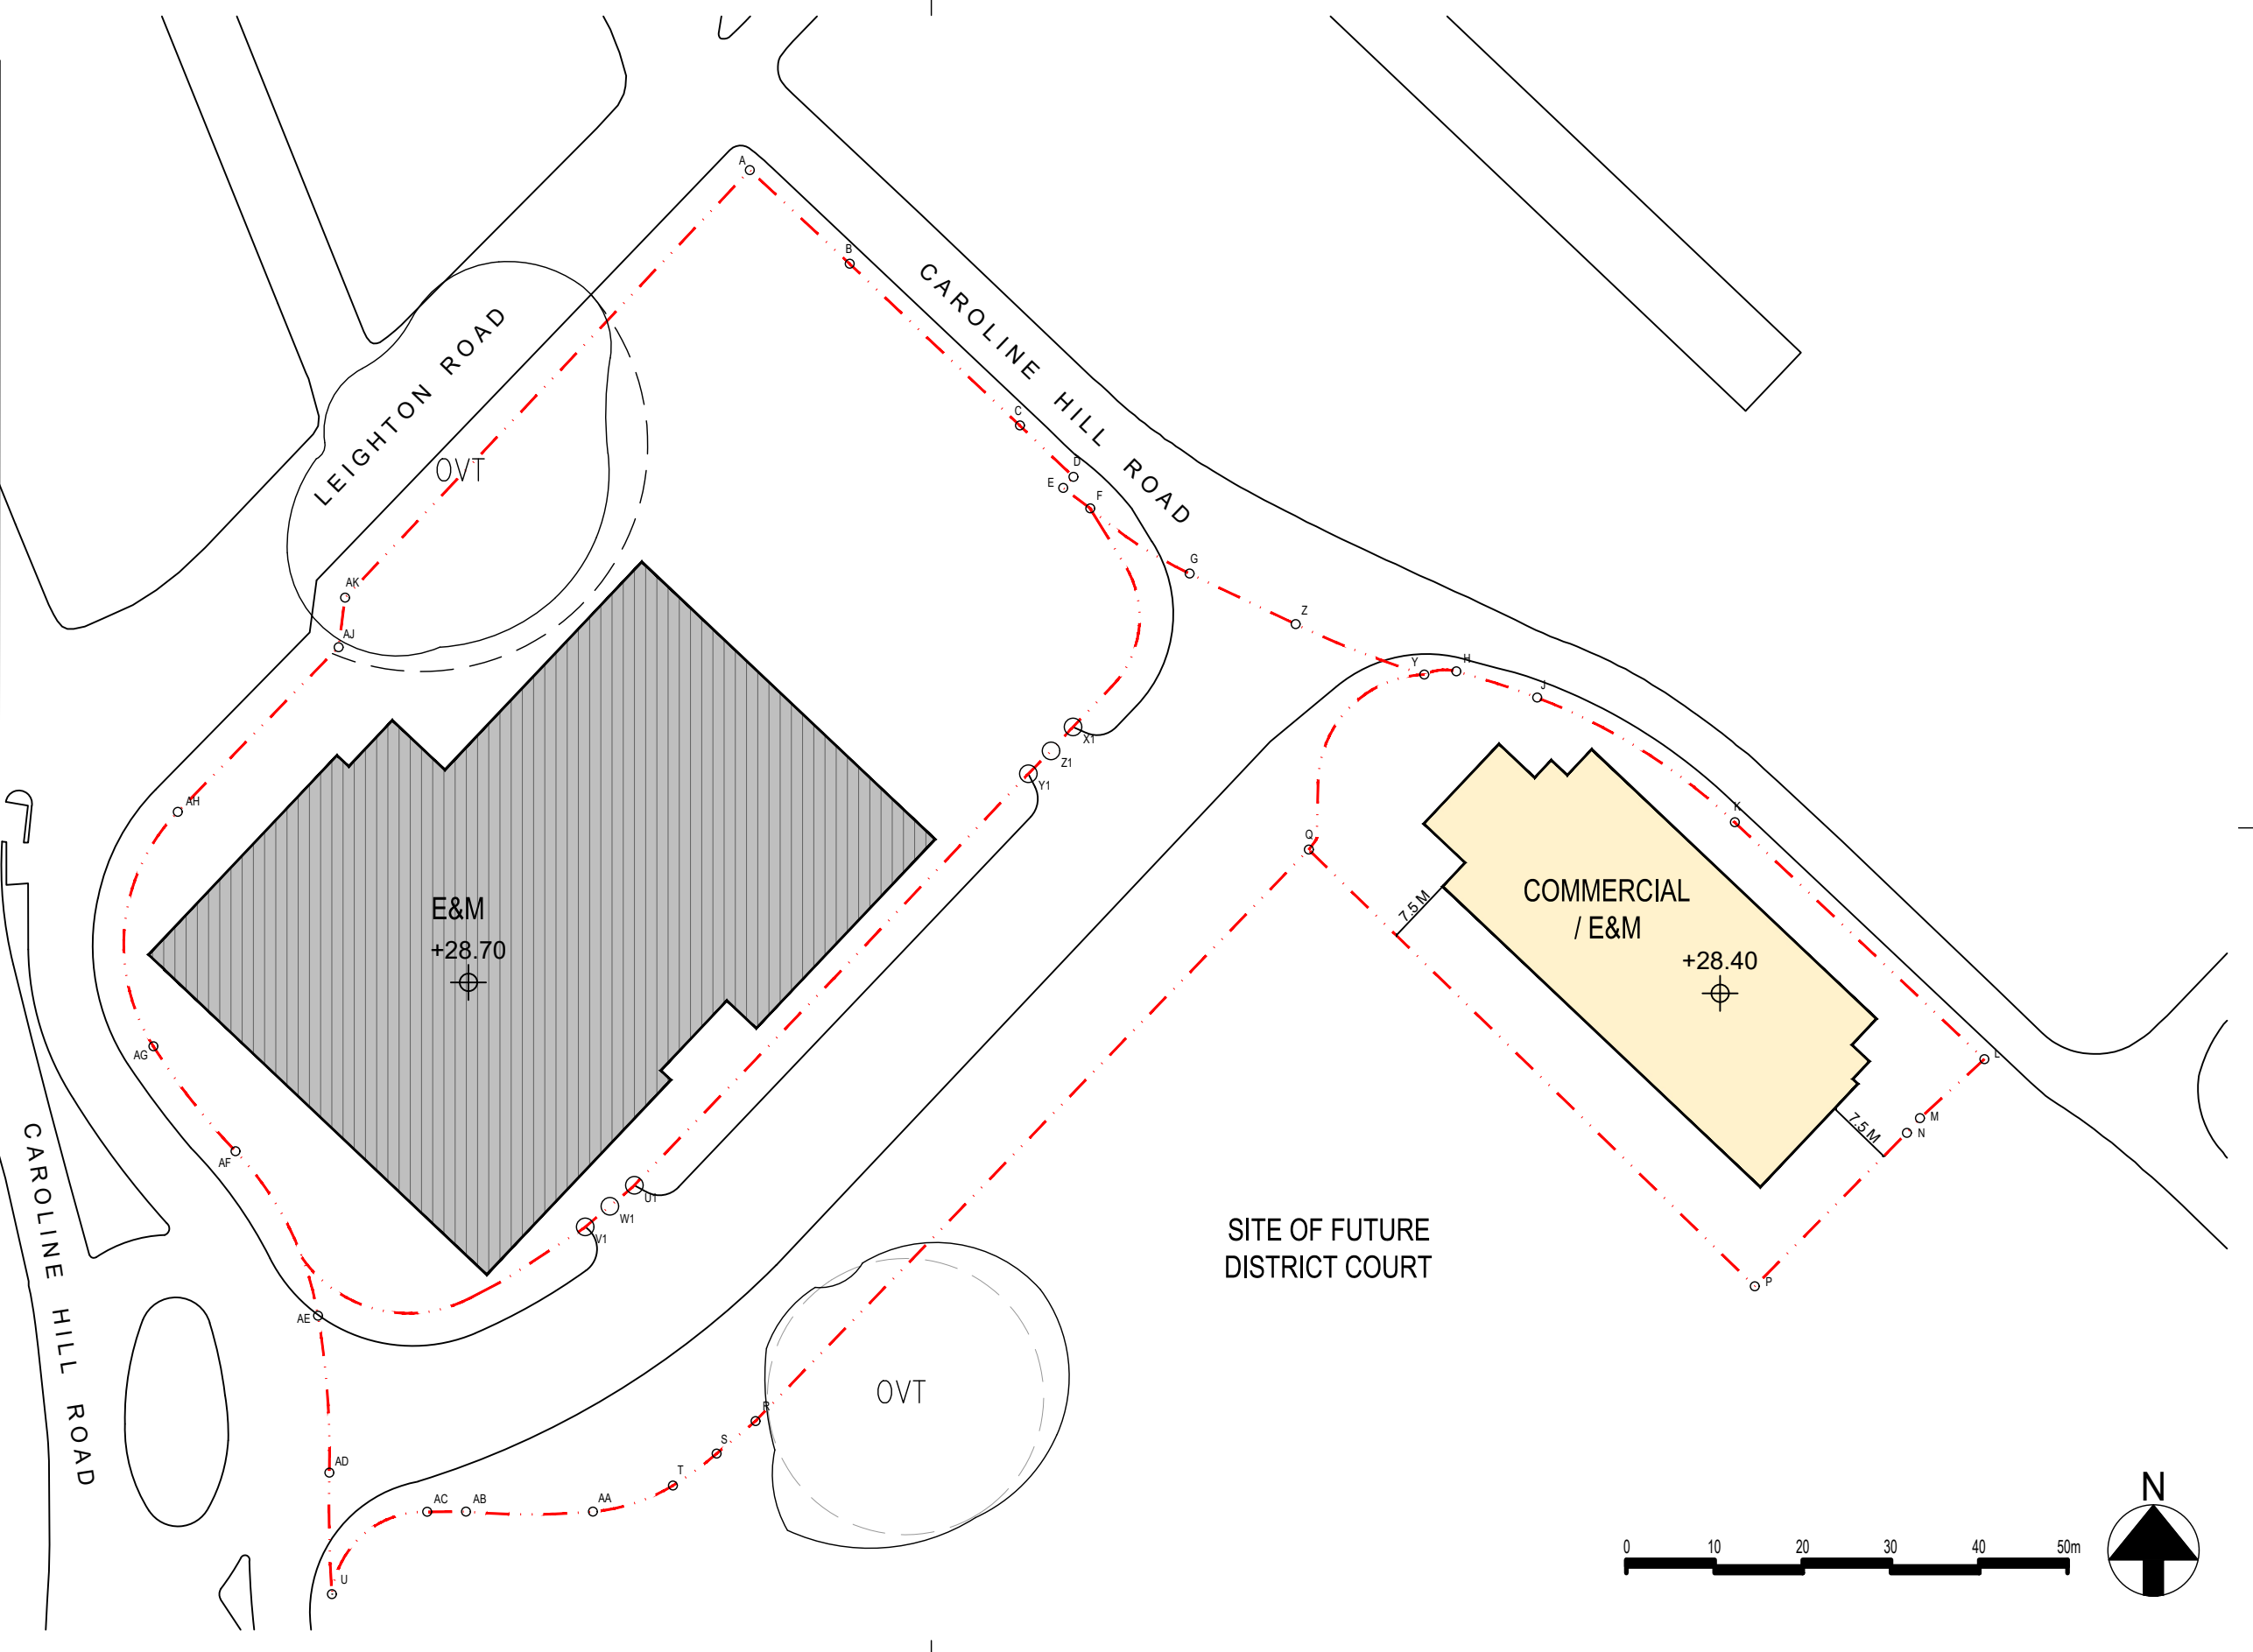 A
B
CAROLINE HILL ROAD
LEIGHTON ROAD
C
OVT
D
E
F
G
AK
Z
AJ
Y
H
J
X1
Z1
Y1
AH
K
Q
COMMERCIAL
/ E&M
7.5 M
E&M
+28.70
+28.40
AG
L
M
N
7.5 M
CAROLINE HILL ROAD
AF
U1
W1
V1
SITE OF FUTURE
DISTRICT COURT
P
AE
OVT
R
S
AD
T
AC
AB
AA
N
U
0 10 20 30 40 50m